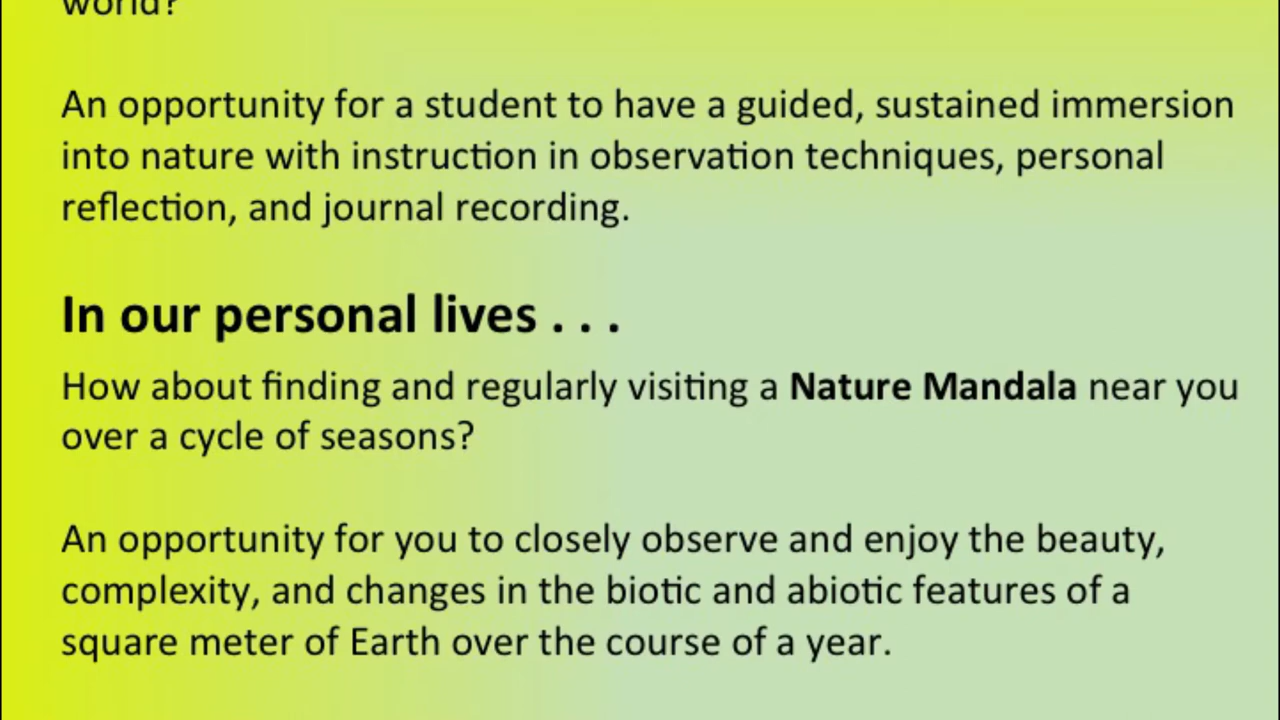 world?
An opportunity for a student to have a guided, sustained immersion
into nature with instruction in observation techniques, personal
reflection, and journal recording.
In our personal lives . . .
How about finding and regularly visiting a Nature Mandala near you
over a cycle of seasons?
An opportunity for you to closely observe and enjoy the beauty,
complexity, and changes in the biotic and abiotic features of a
square meter of Earth over the course of a year.